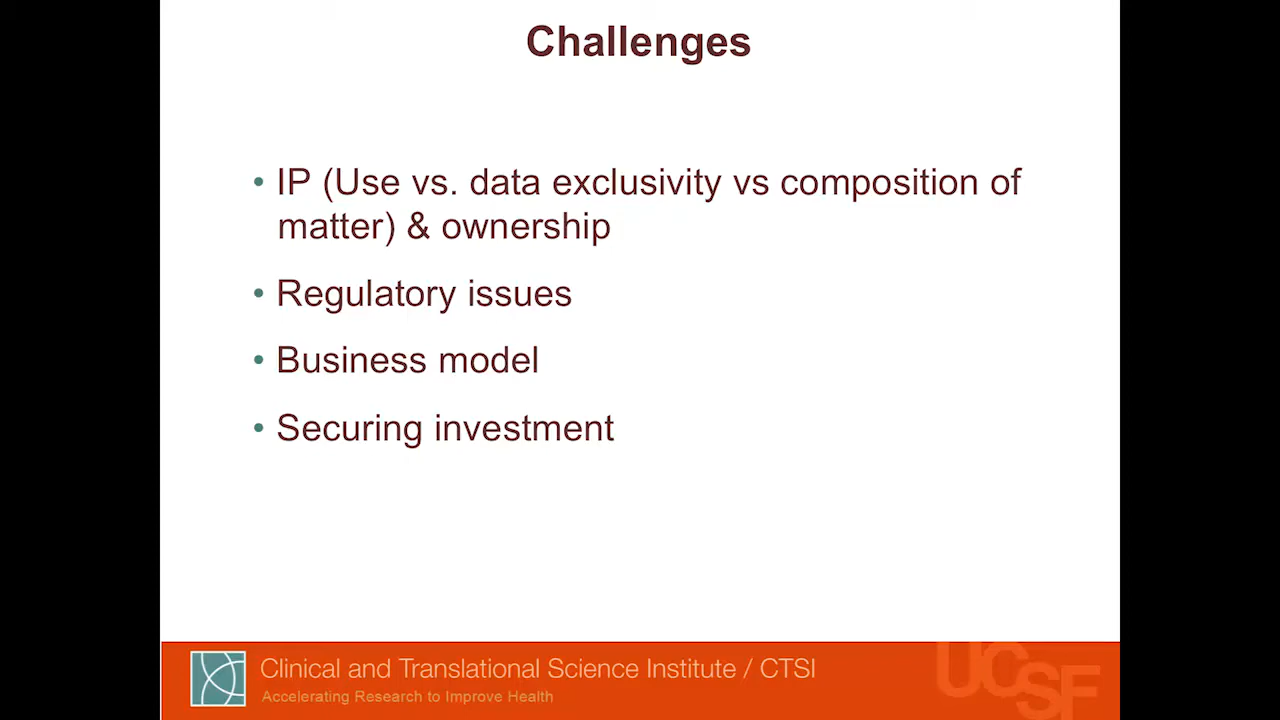 Challenges
• IP (Use vs. data exclusivity vs composition of
matter) & ownership
• Regulatory issues
• Business model
• Securing investment
Clinical and Translational Science Institute / CTSI
Accelerating Research to Improve Health
UCSF